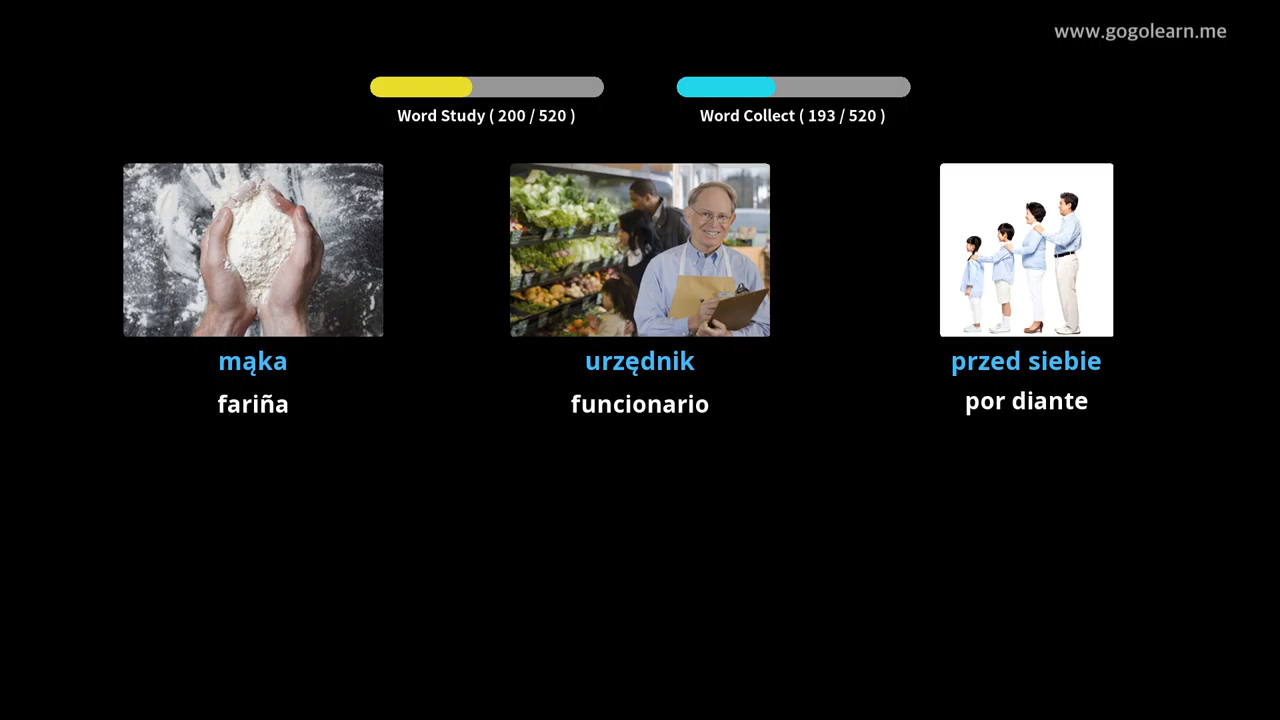 www.gogolearn.me
Word Study ( 200 / 520 )
Word Collect ( 193 / 520 )
mąka
urzędnik
przed siebie
fariña
funcionario
por diante